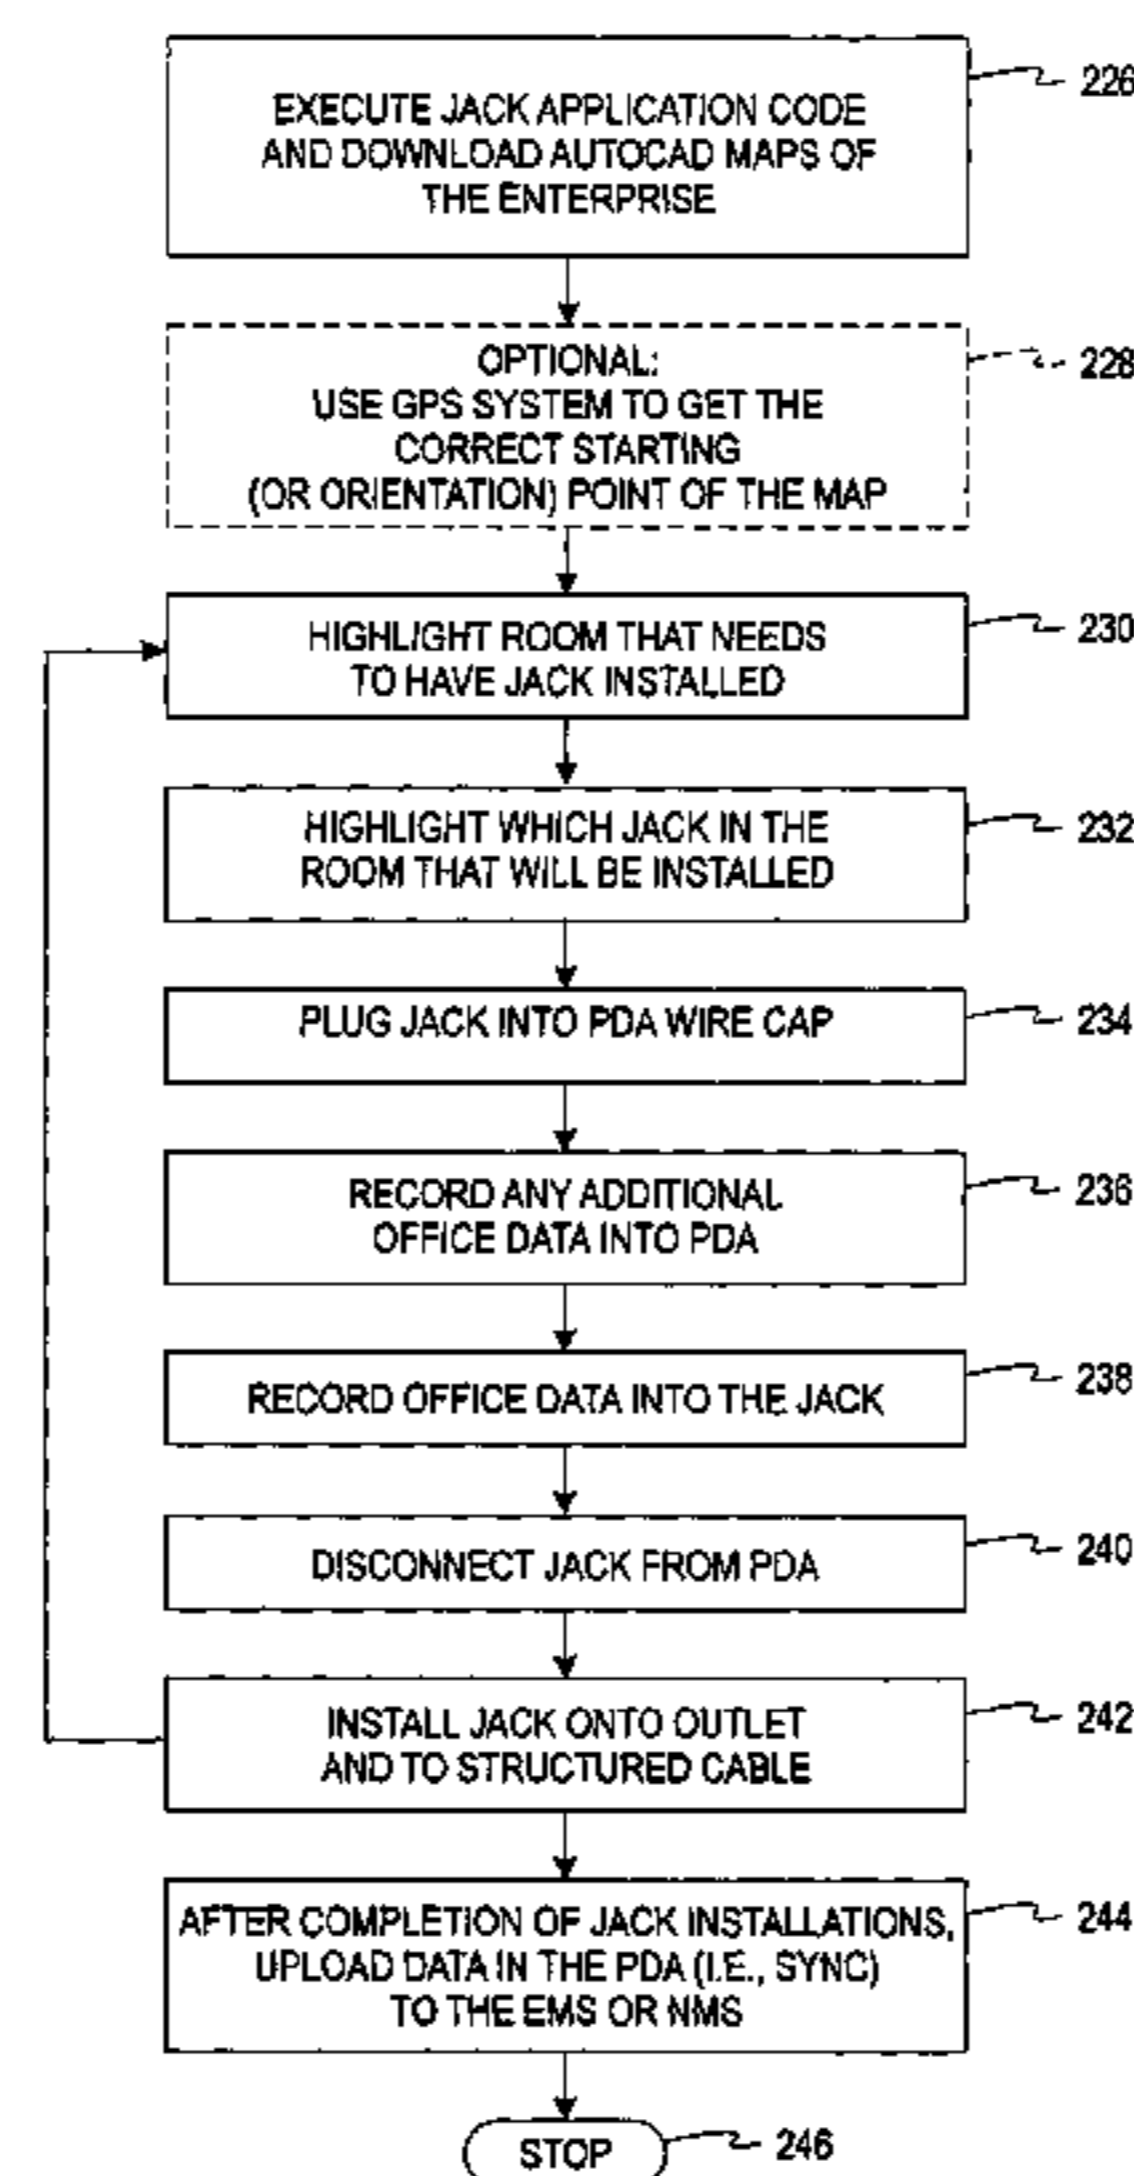 EXECUTE JACK APPLICATION CODE
AND DOWNLOAD AUTOCAD MAPS OF
THE ENTERPRISE
226
OPTIONAL:
USE GPS SYSTEM TO GET THE
CORRECT STARTING
(OR ORIENTATION) POINT OF THE MAP
228
HIGHLIGHT ROOM THAT NEEDS
TO HAVE JACK INSTALLED
230
HIGHLIGHT WHICH JACK IN THE
ROOM THAT WILL BE INSTALLED
232
PLUG JACK INTO PDA WIRE CAP
234
RECORD ANY ADDITIONAL
OFFICE DATA INTO PDA
236
RECORD OFFICE DATA INTO THE JACK
238
DISCONNECT JACK FROM PDA
240
INSTALL JACK ONTO OUTLET
AND TO STRUCTURED CABLE
242
AFTER COMPLETION OF JACK INSTALLATIONS,
UPLOAD DATA IN THE PDA (I.E., SYNC)
TO THE EMS OR NMS
244
STOP
246